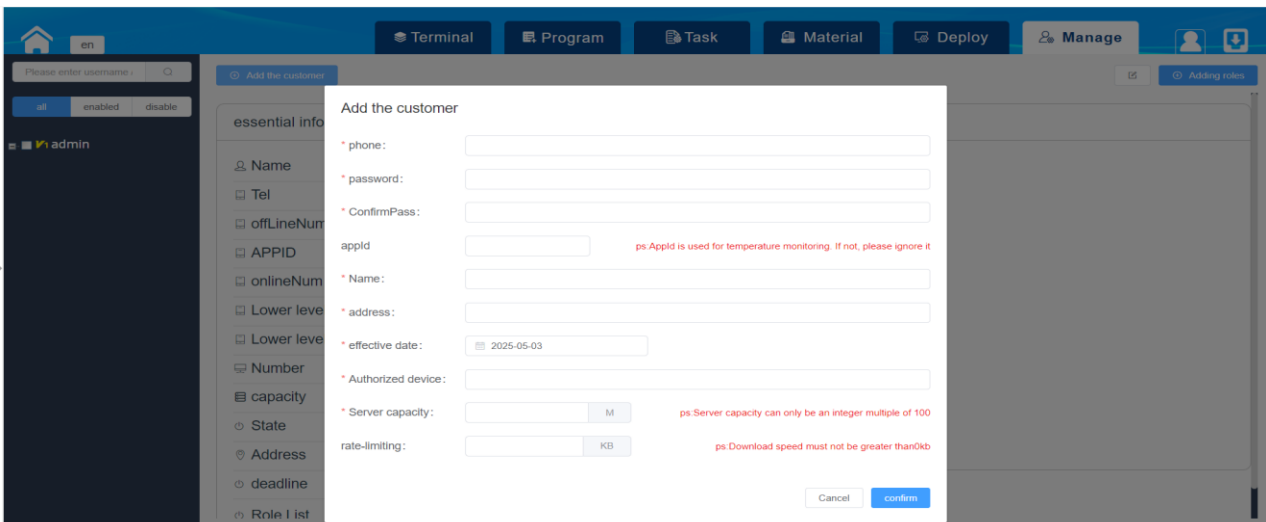 en
Terminal
Program
Task
Material
Deploy
Manage
Please enter username
Add the customer
Adding roles
all
enabled
disable
admin
essential info
Name
Tel
offLineNum
APPID
onlineNum
Lower leve
Lower leve
Number
capacity
State
Address
deadline
Role List
Add the customer
* phone:
* password:
* ConfirmPass:
appId
ps:AppId is used for temperature monitoring. If not, please ignore it
* Name:
* address:
* effective date:
2025-05-03
* Authorized device:
* Server capacity:
M
ps:Server capacity can only be an integer multiple of 100
rate-limiting:
KB
ps:Download speed must not be greater than0kb
Cancel
confirm